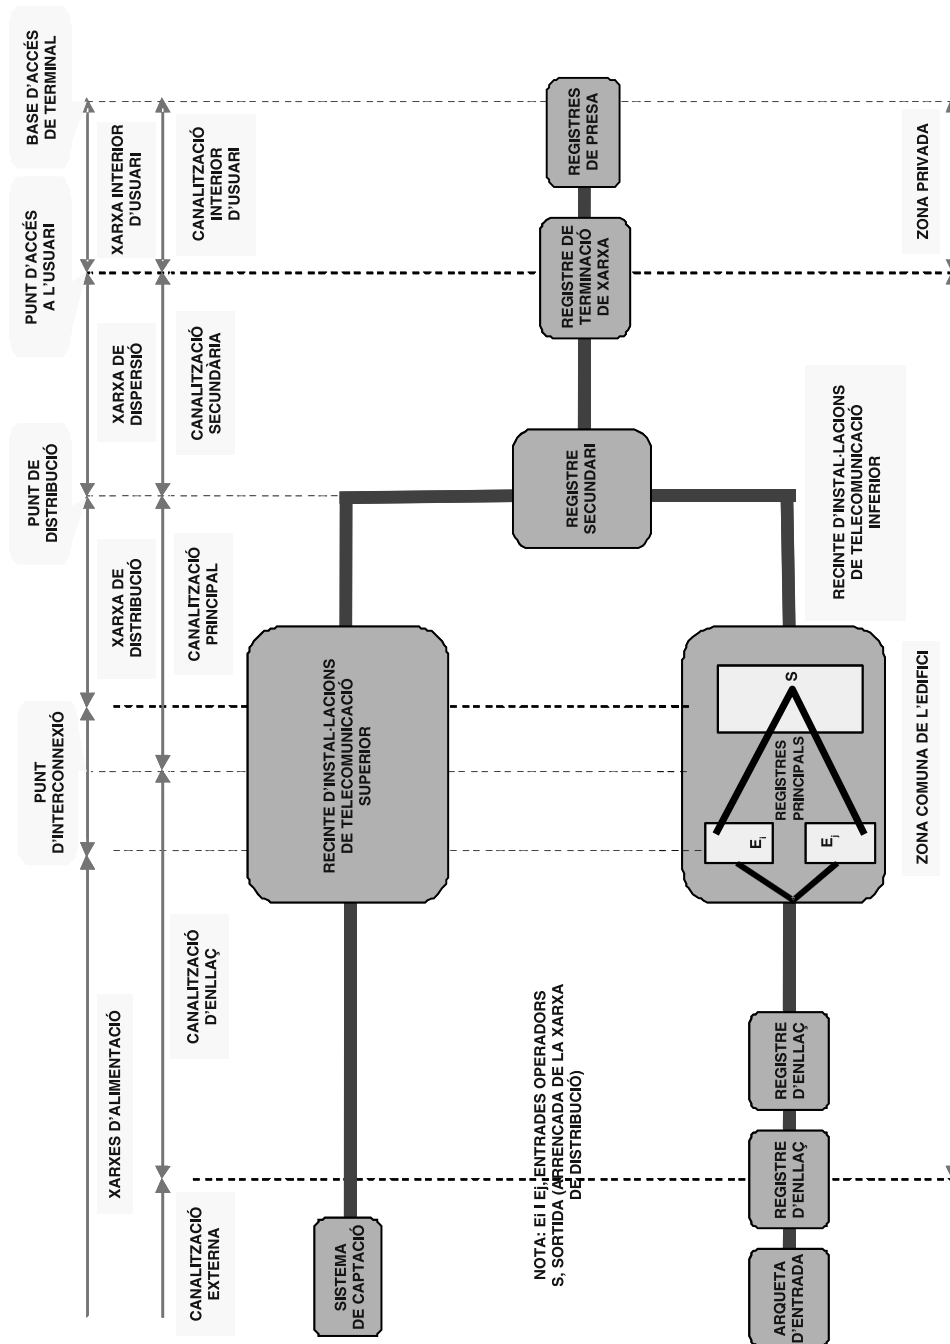 PUNT
D'INTERCONNEXIÓ
PUNT DE
DISTRIBUCIÓ
PUNT D'ACCÉS
A L'USUARI
BASE D'ACCÉS
DE TERMINAL
XARXES D'ALIMENTACIÓ
XARXA DE
DISTRIBUCIÓ
XARXA DE
DISPERSIÓ
XARXA INTERIOR
D'USUARI
CANALITZACIÓ
EXTERNA
CANALITZACIÓ
D'ENLLAÇ
CANALITZACIÓ
PRINCIPAL
CANALITZACIÓ
SECUNDÀRIA
CANALITZACIÓ
INTERIOR
D'USUARI
SISTEMA
DE CAPTACIÓ
RECINTE D'INSTAL·LACIONS
DE TELECOMUNICACIÓ
SUPERIOR
NOTA: Ei I Ej, ENTRADES OPERADORS
S, SORTIDA (ARRENCADA DE LA XARXA
DE DISTRIBUCIÓ)
REGISTRE
SECUNDARI
REGISTRE DE
TERMINACIÓ
DE XARXA
REGISTRES
DE PRESA
ARQUETA
D'ENTRADA
REGISTRE
D'ENLLAÇ
REGISTRE
D'ENLLAÇ
Ei
Ej
REGISTRES
PRINCIPALS
S
RECINTE D'INSTAL·LACIONS
DE TELECOMUNICACIÓ
INFERIOR
ZONA COMUNA DE L'EDIFICI
ZONA PRIVADA